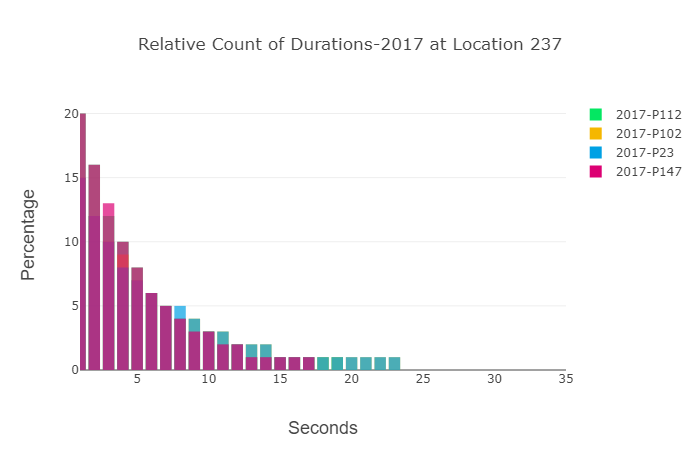 Relative Count of Durations-2017 at Location 237
2017-P112
2017-P102
2017-P23
2017-P147
Percentage
20
15
10
5
0
5 10 15 20 25 30 35
Seconds